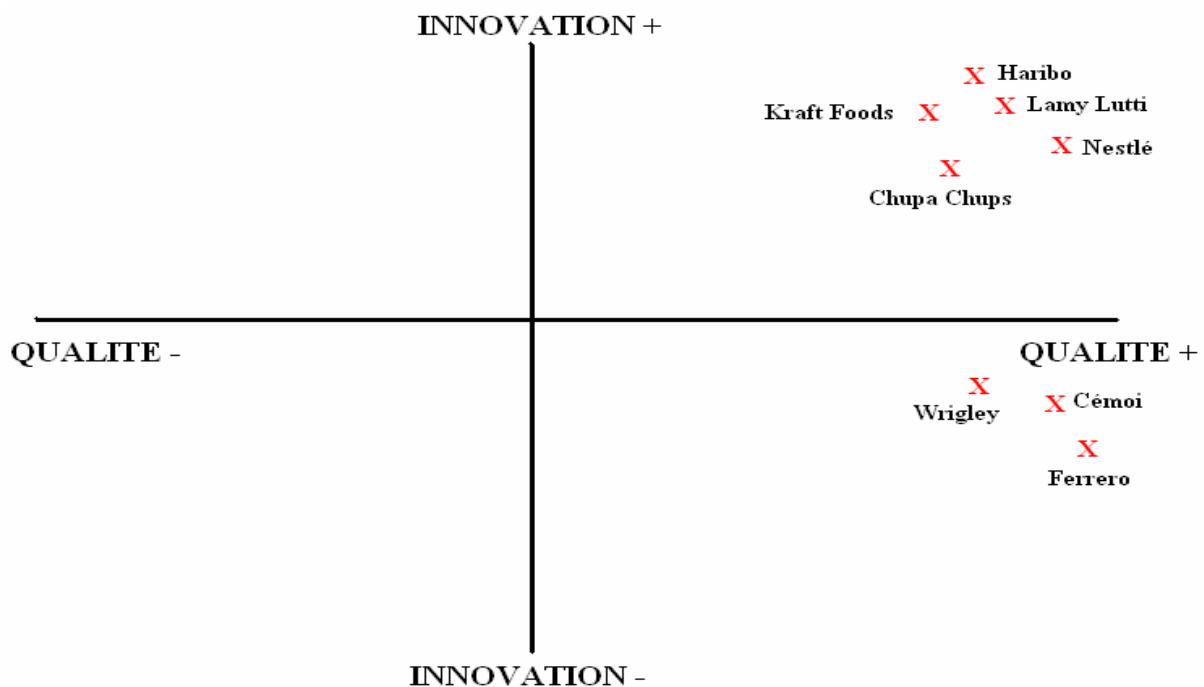 INNOVATION +
X Haribo
Kraft Foods X
X Lamy Lutti
X Nestlé
X
Chupa Chups
QUALITE -
QUALITE +
X
Wrigley
X Cémoi
X
Ferrero
INNOVATION -